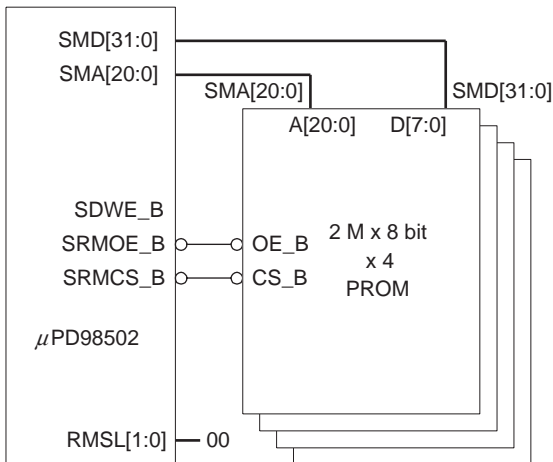 SMD[31:0]
SMA[20:0]
SMA[20:0] SMD[31:0]
A[20:0] D[7:0]
SDWE_B
SRMOE_B OE_B
SRMCS_B CS_B
2 M x 8 bit
x 4
PROM
μPD98502
RMSL[1:0] 00